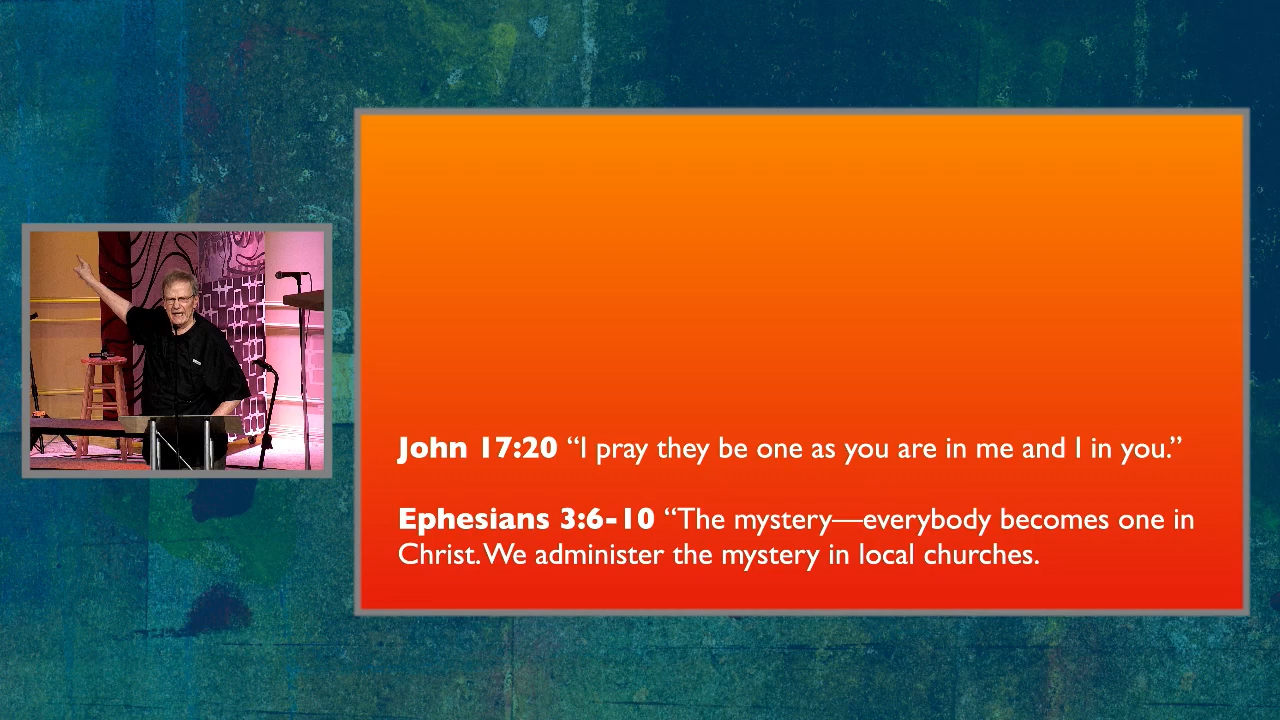 John 17:20 “I pray they be one as you are in me and I in you.”
Ephesians 3:6-10 “The mystery—everybody becomes one in
Christ. We administer the mystery in local churches.